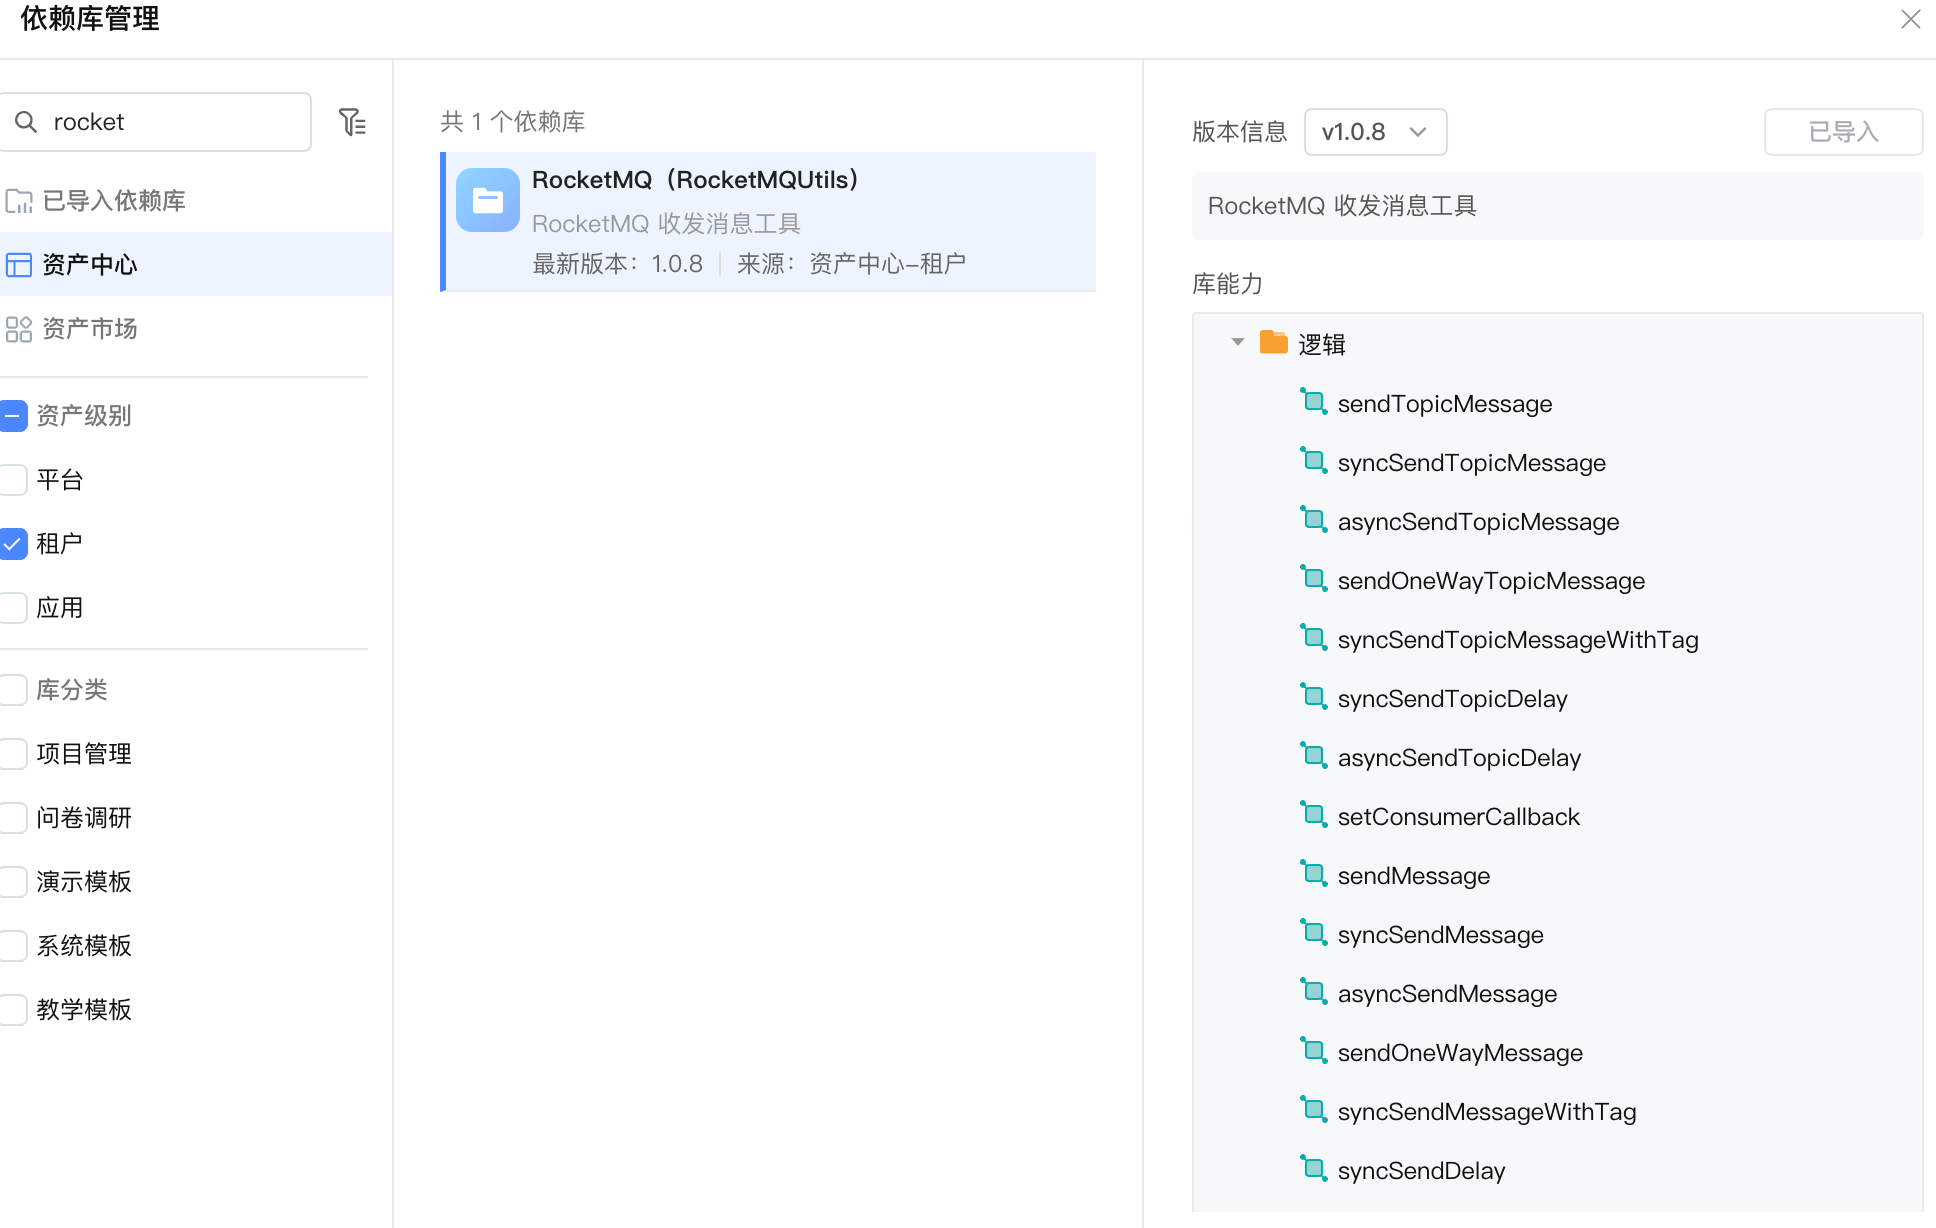 依赖库管理
rocket
已导入依赖库
资产中心
资产市场
资产级别
平台
租户
应用
库分类
项目管理
问卷调研
演示模板
系统模板
教学模板
共 1 个依赖库
RocketMQ（RocketMQUtils）
RocketMQ 收发消息工具
最新版本：1.0.8 来源：资产中心-租户
版本信息 v1.0.8 已导入
RocketMQ 收发消息工具
库能力
逻辑
sendTopicMessage
syncSendTopicMessage
asyncSendTopicMessage
sendOneWayTopicMessage
syncSendTopicMessageWithTag
syncSendTopicDelay
asyncSendTopicDelay
setConsumerCallback
sendMessage
syncSendMessage
asyncSendMessage
sendOneWayMessage
syncSendMessageWithTag
syncSendDelay